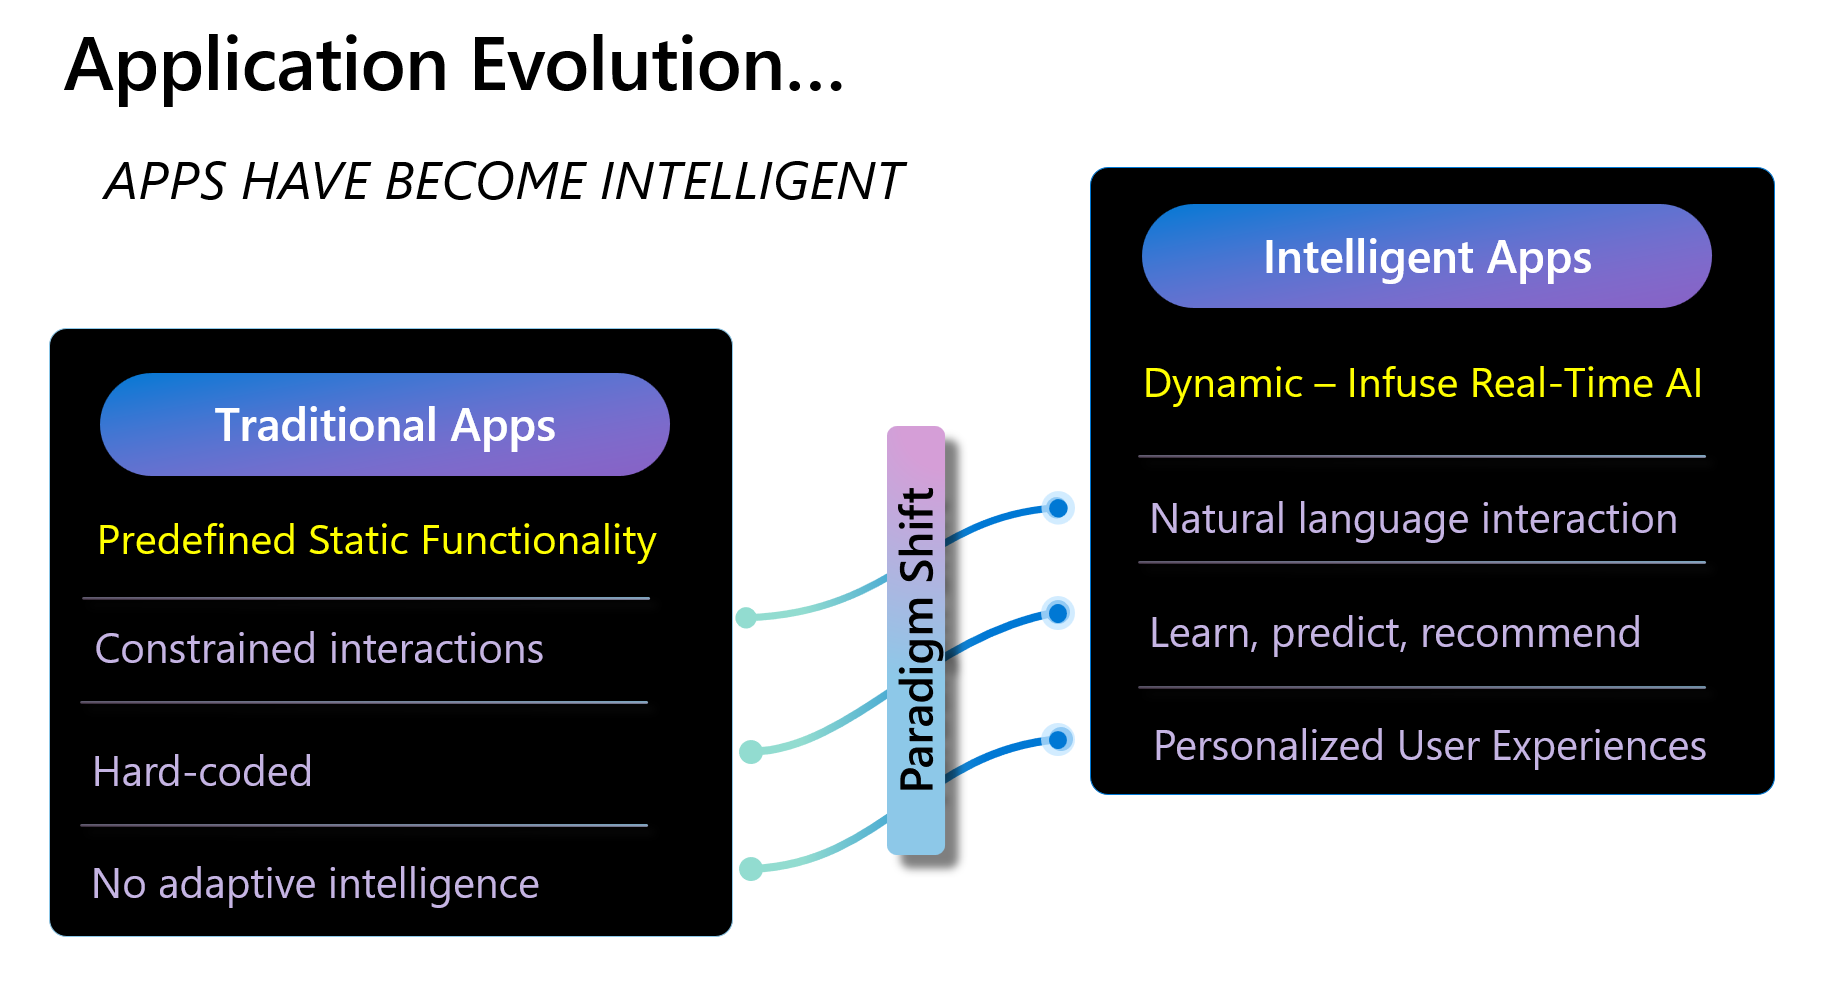 Application Evolution...
APPS HAVE BECOME INTELLIGENT
Traditional Apps
Predefined Static Functionality
Constrained interactions
Hard-coded
No adaptive intelligence
Paradigm Shift
Intelligent Apps
Dynamic – Infuse Real-Time AI
Natural language interaction
Learn, predict, recommend
Personalized User Experiences